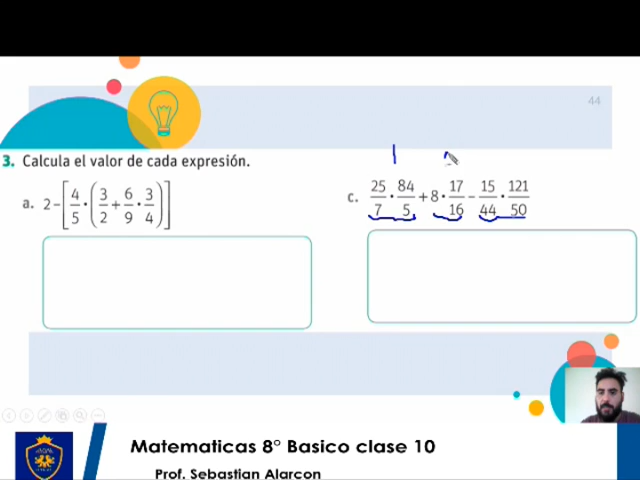 44
3. Calcula el valor de cada expresión.
a. 2-[4/5·(3/2+6/9·3/4)]
c. 25/7·84/5+8·17/16-15/44·121/50
1
Matematicas 8° Basico clase 10
Prof. Sebastian Alarcon